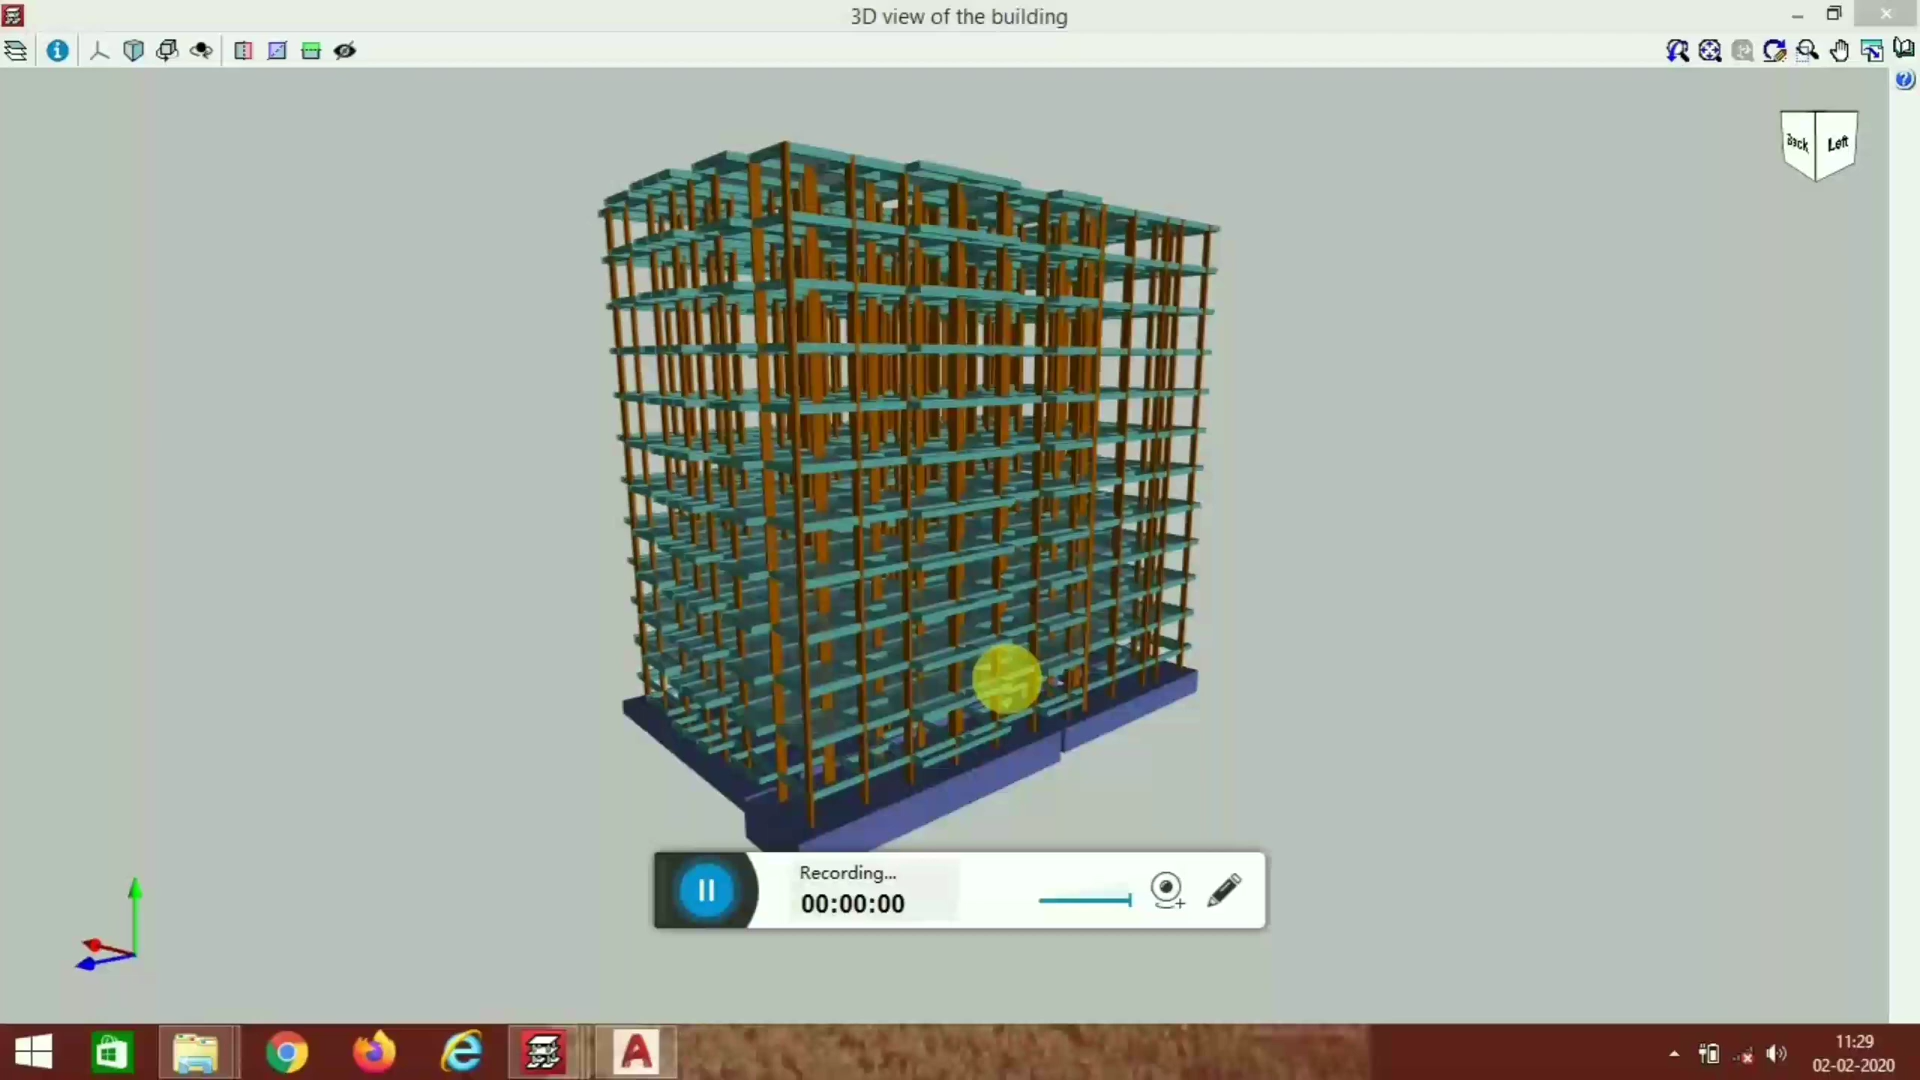 3D view of the building
Back
Left
Recording...
00:00:00
11:29
02-02-2020